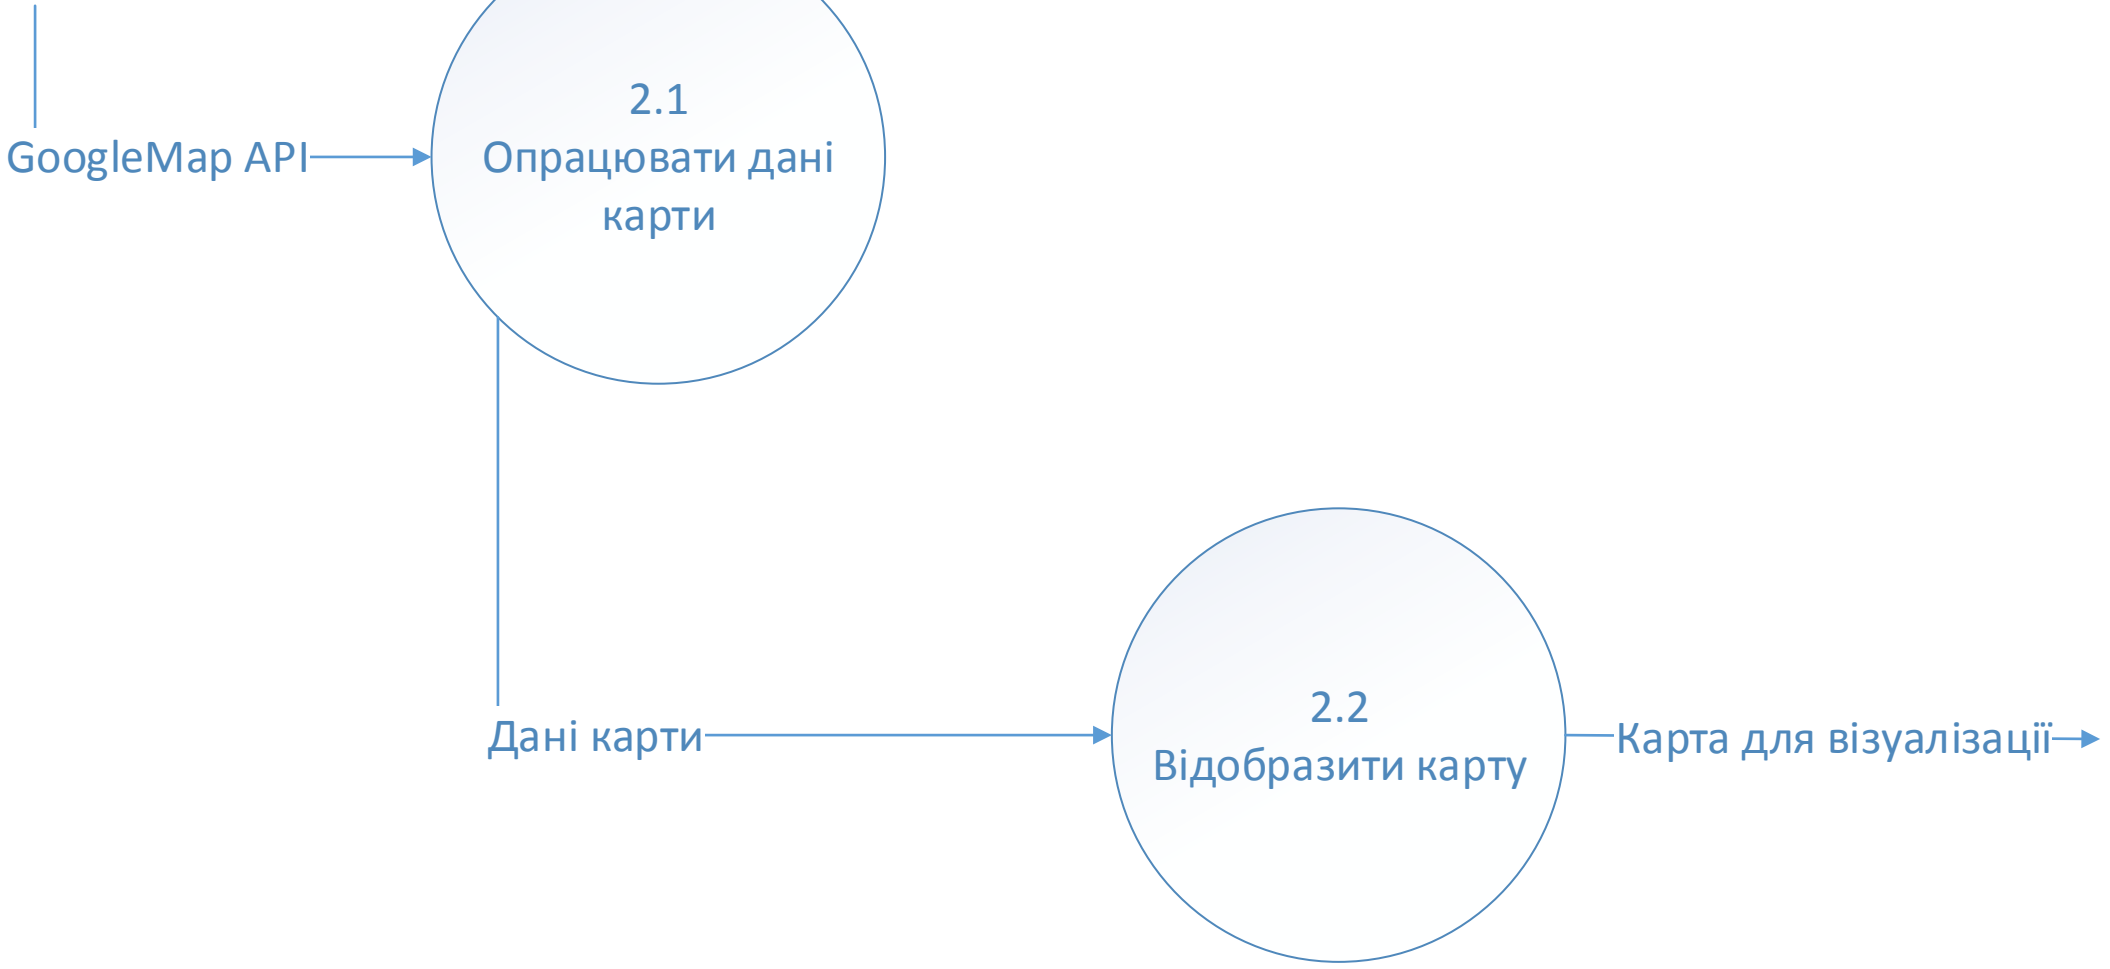 2.1
GoogleMap API
Опрацювати дані
карти
2.2
Дані карти
Відобразити карту
Карта для візуалізації